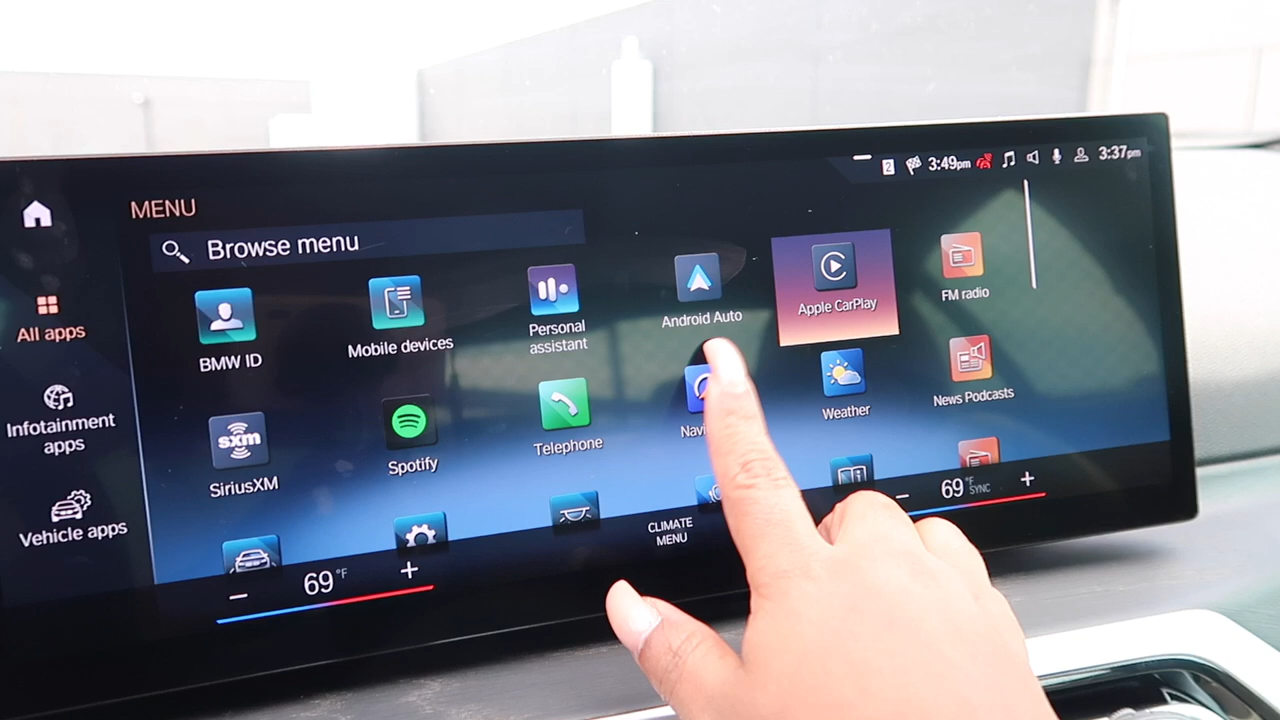 2 3:49pm 3:37pm
MENU
Browse menu
All apps
Infotainment
apps
Vehicle apps
BMW ID
Mobile devices
Personal
assistant
Android Auto
Apple CarPlay
FM radio
sxm
SiriusXM
Spotify
Telephone
Weather
News Podcasts
− 69 °F +
CLIMATE
MENU
− 69 °F SYNC +